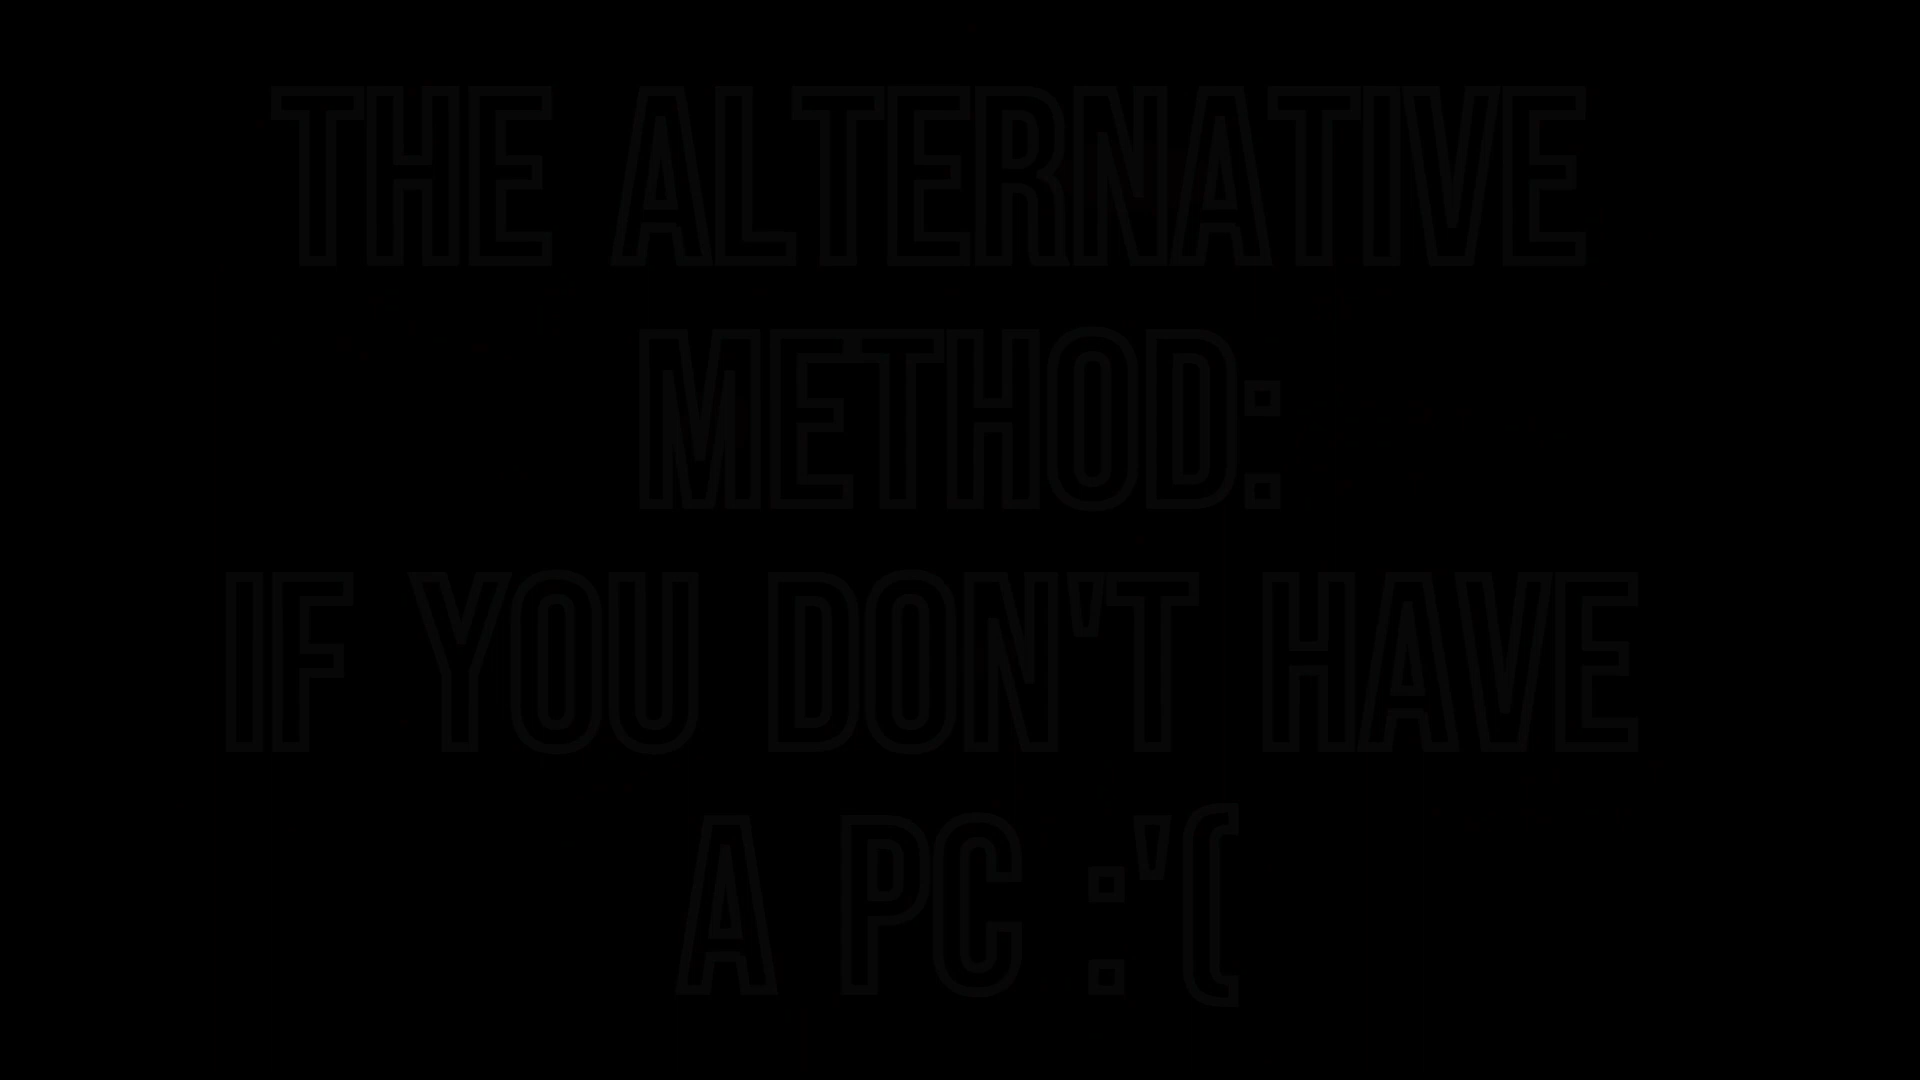 THE ALTERNATIVE
METHOD:
IF YOU DON'T HAVE
A PC :'(